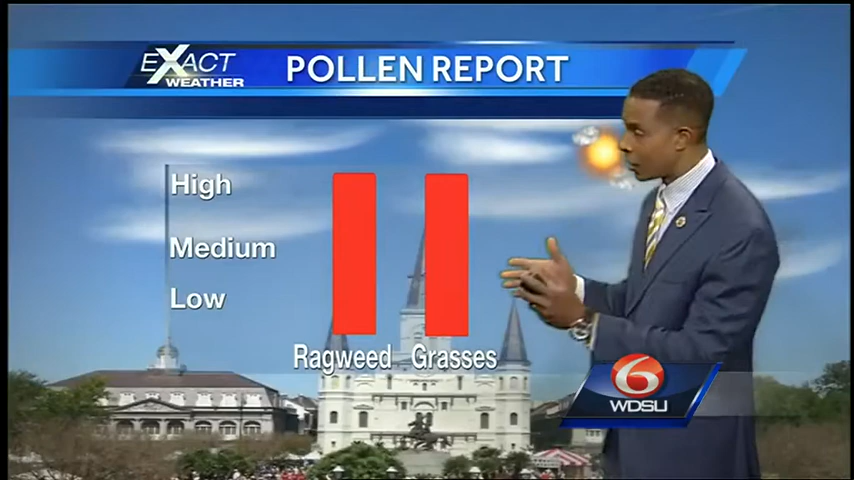 EXACT
WEATHER
POLLEN REPORT
High
Medium
Low
Ragweed Grasses
6
WDSU